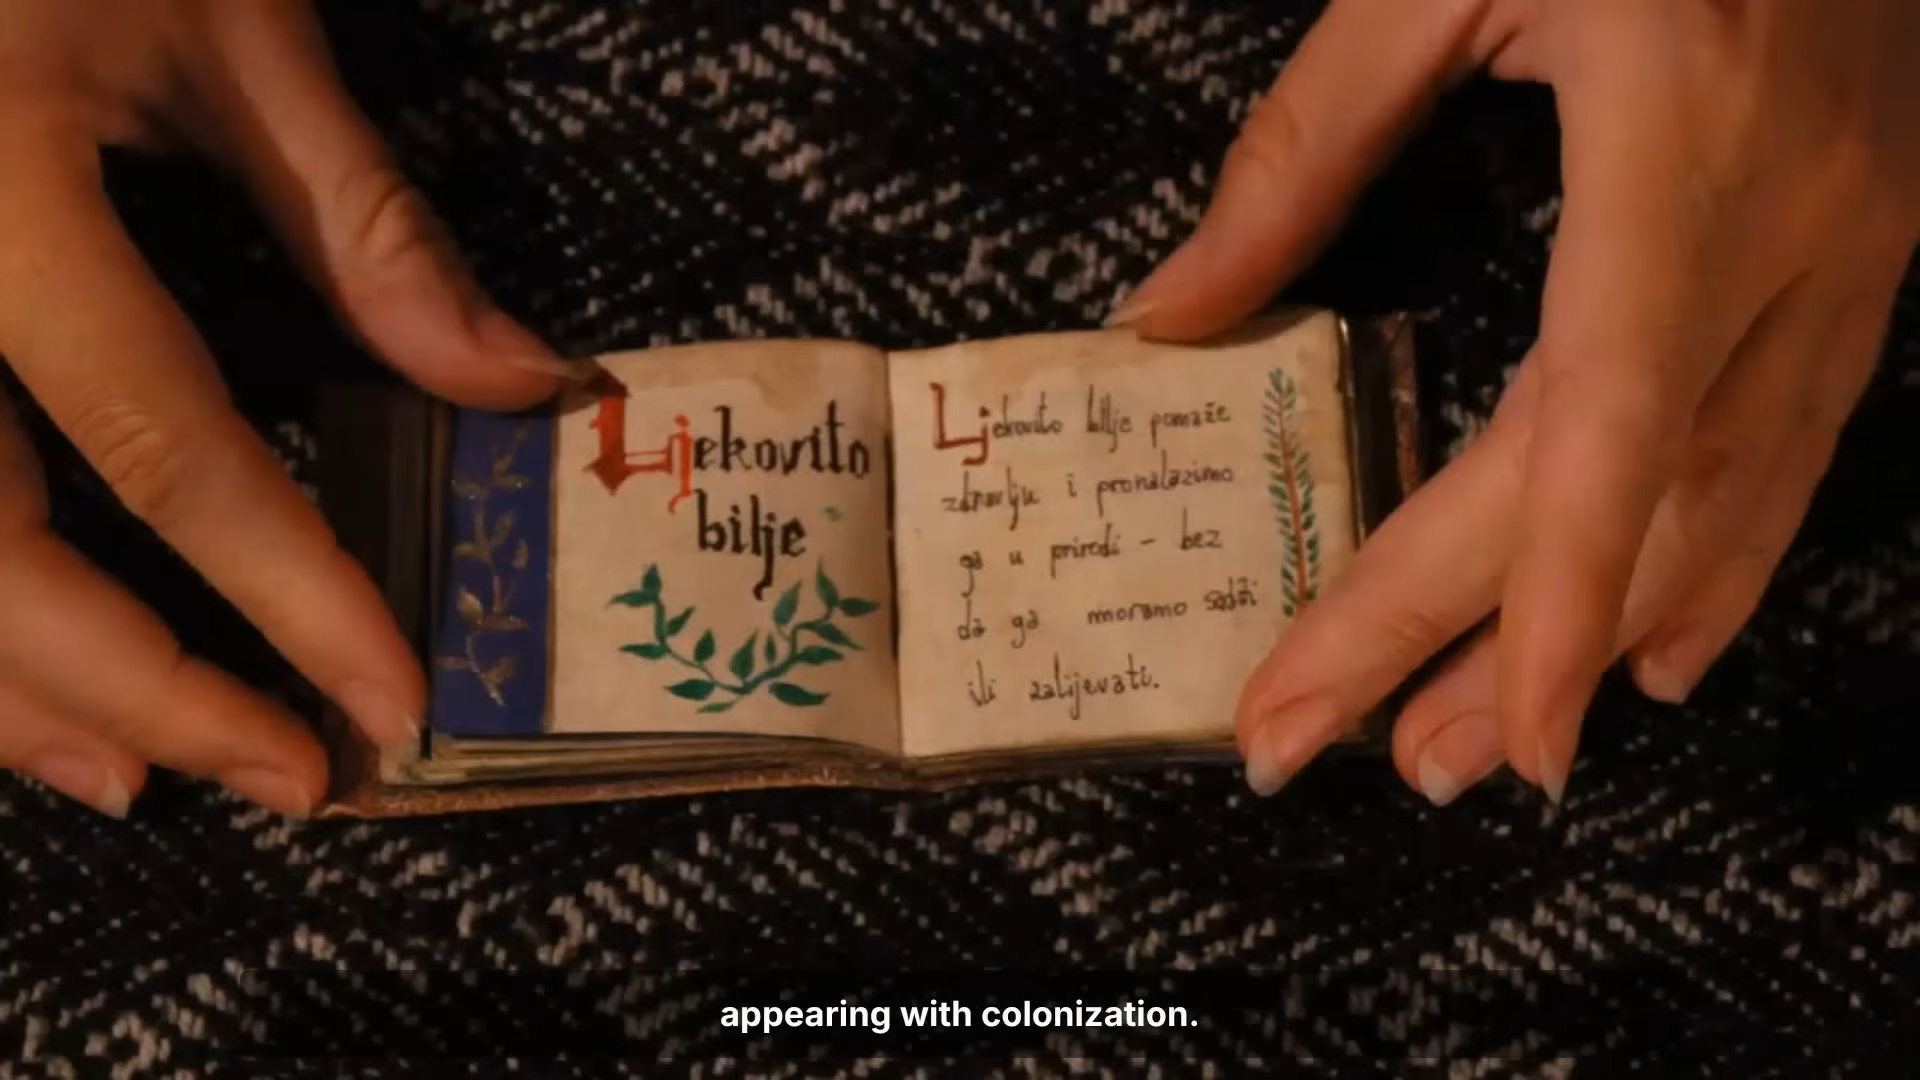 Ljekovito
bilje
Ljekovito bilje pomaže
zdravlju i pronalazimo
ga u prirodi - bez
da ga moramo saditi
ili zalijevati.
appearing with colonization.